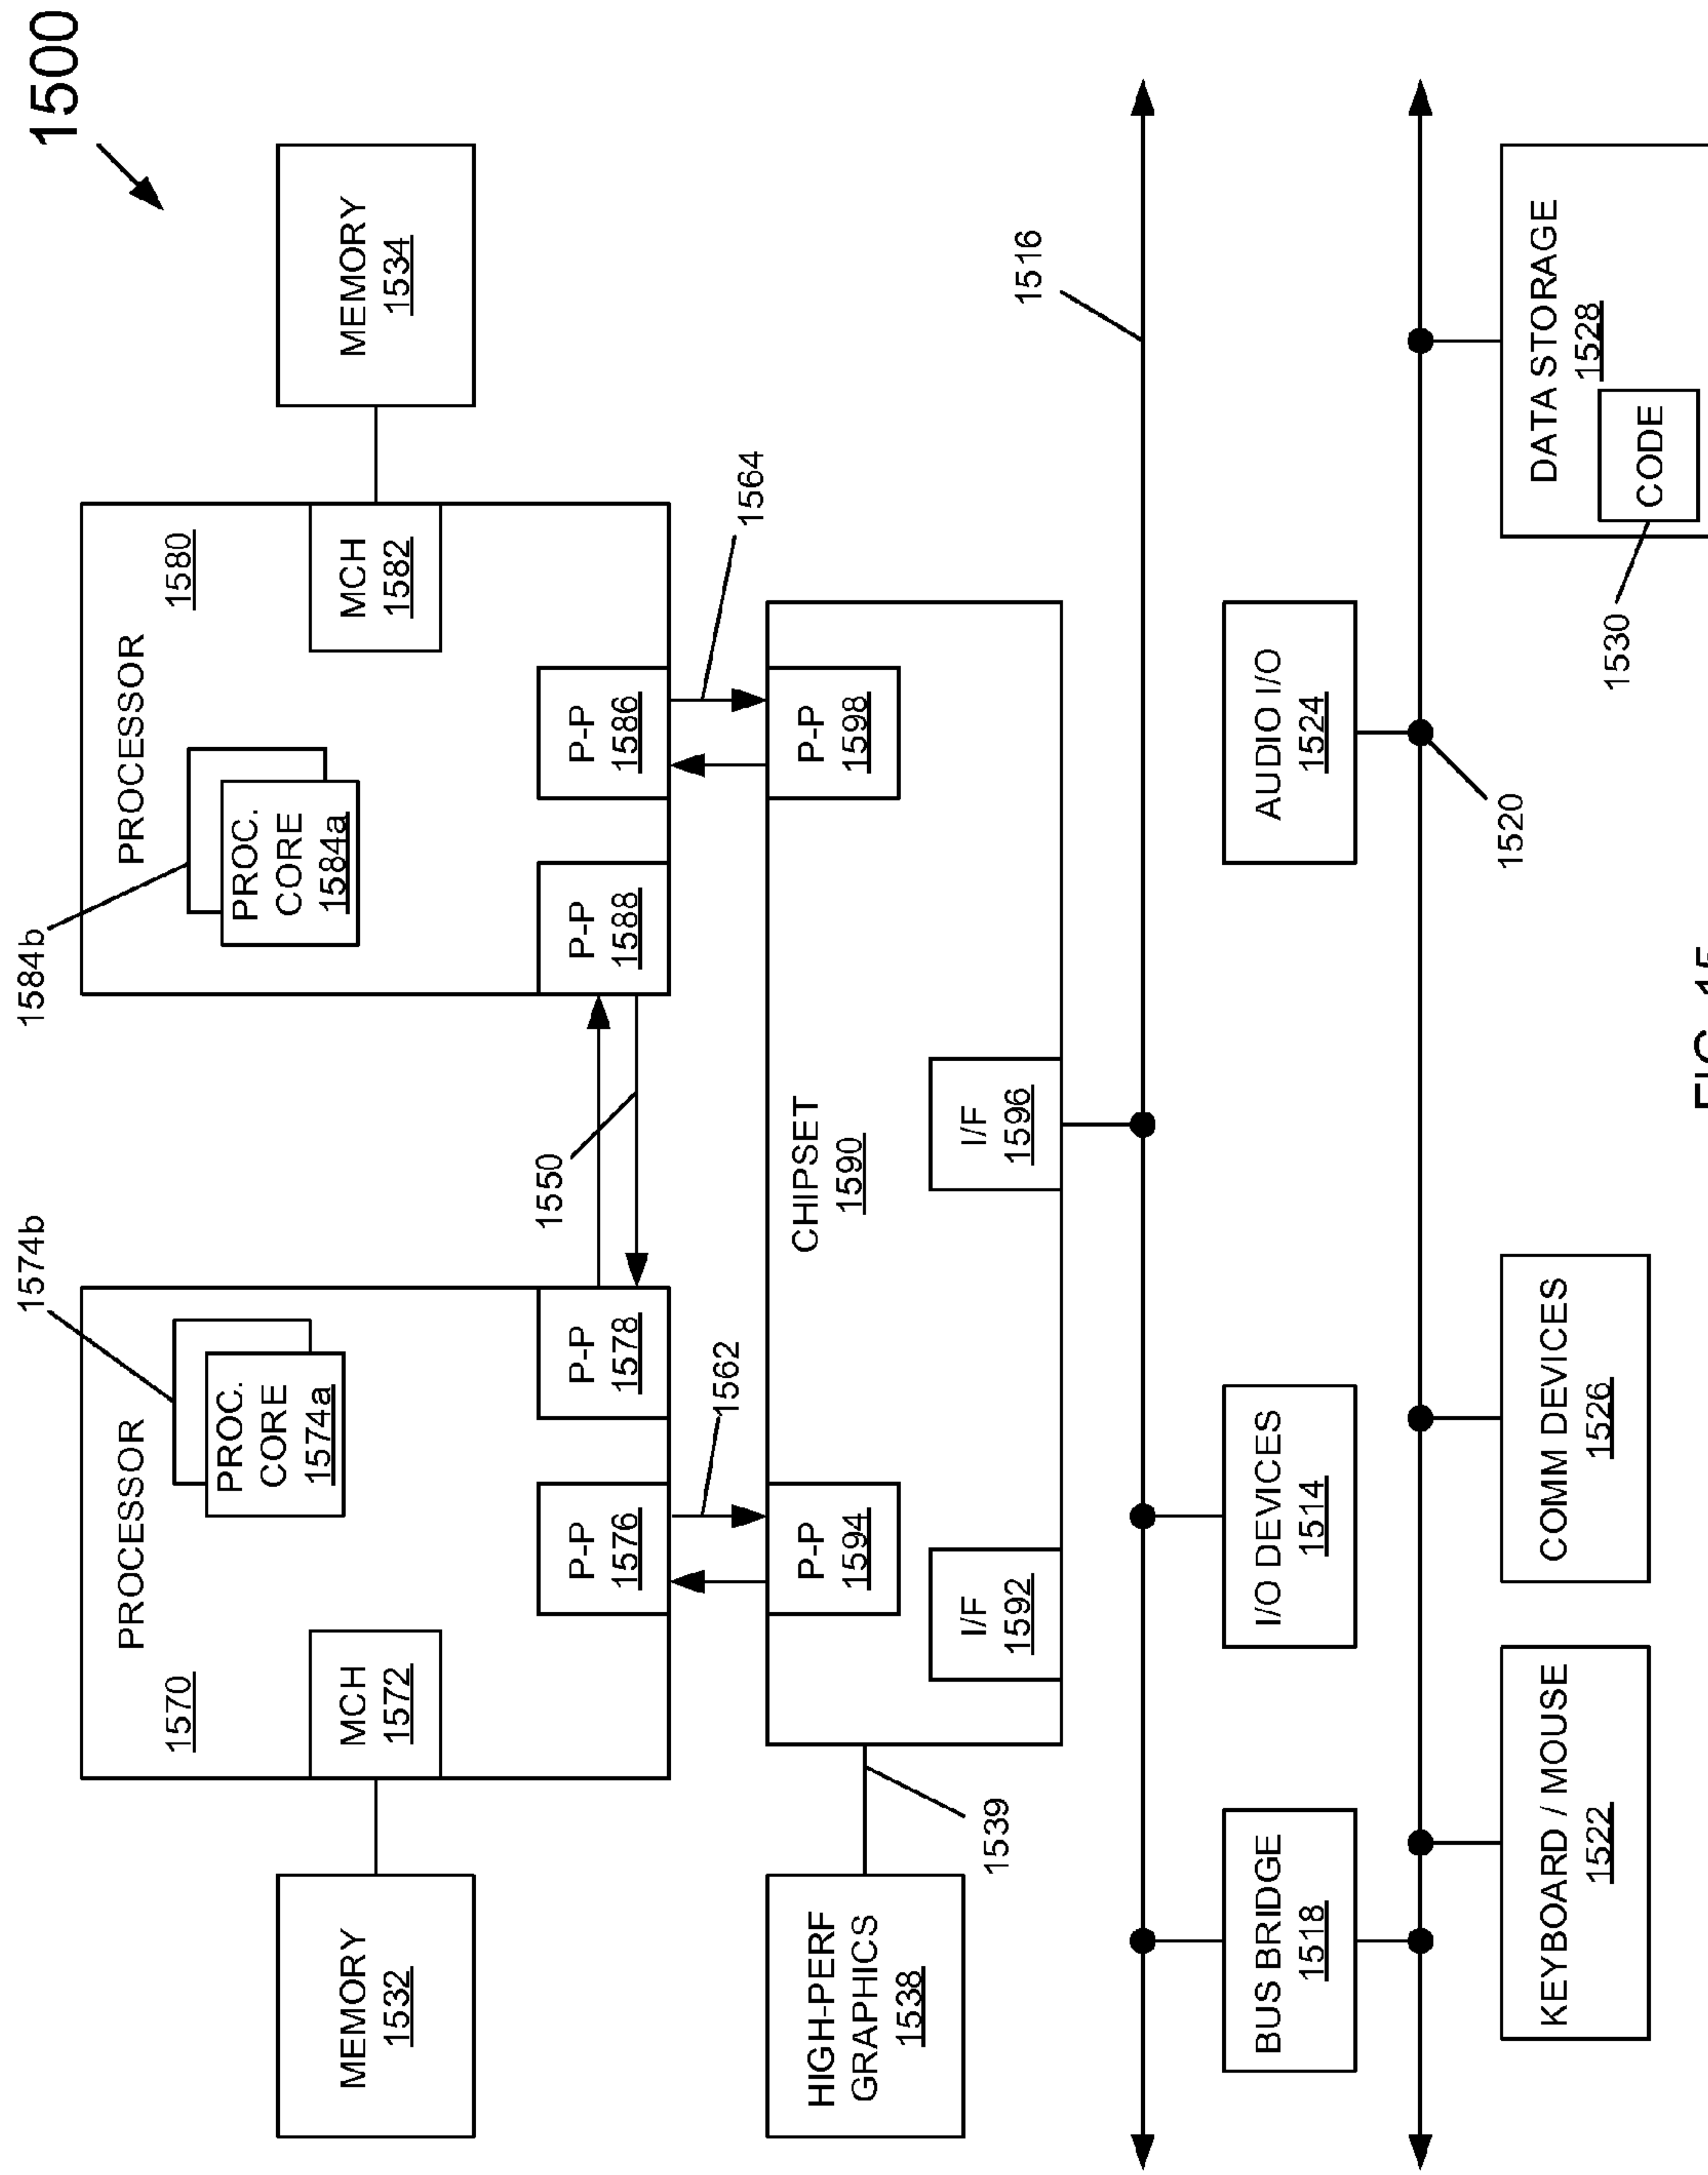 1500
1574b
1584b
PROCESSOR
1570
PROC.
CORE
1574a
PROCESSOR
1580
PROC.
CORE
1584a
MEMORY
1532
MCH
1572
MCH
1582
MEMORY
1534
1550
P-P
1576
P-P
1578
P-P
1588
P-P
1586
1562
1564
HIGH-PERF
GRAPHICS
1538
1539
P-P
1594
CHIPSET
1590
P-P
1598
I/F
1592
I/F
1596
1516
BUS BRIDGE
1518
I/O DEVICES
1514
AUDIO I/O
1524
1520
KEYBOARD / MOUSE
1522
COMM DEVICES
1526
DATA STORAGE
1528
CODE
1530
FIG. 15